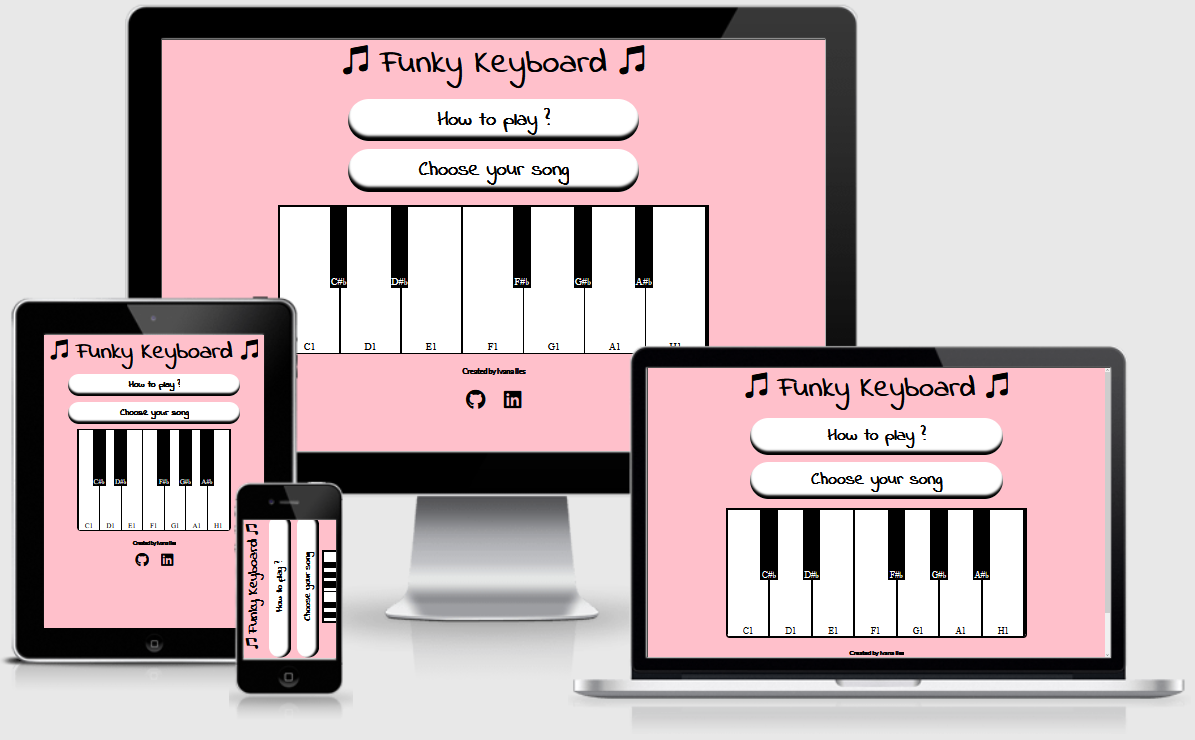 ♫ Funky Keyboard ♫
How to play ?
Choose your song
C#♭ D#♭ F#♭ G#♭ A#♭
C1 D1 E1 F1 G1 A1 H1
Created by Ivana Iles
in
♫ Funky Keyboard ♫
How to play ?
Choose your song
C#♭ D#♭ F#♭ G#♭ A#♭
C1 D1 E1 F1 G1 A1 H1
Created by Ivana Iles
in
♫ Funky Keyboard ♫
How to play ?
Choose your song
♫ Funky Keyboard ♫
How to play ?
Choose your song
C#♭ D#♭ F#♭ G#♭ A#♭
C1 D1 E1 F1 G1 A1 H1
Created by Ivana Iles